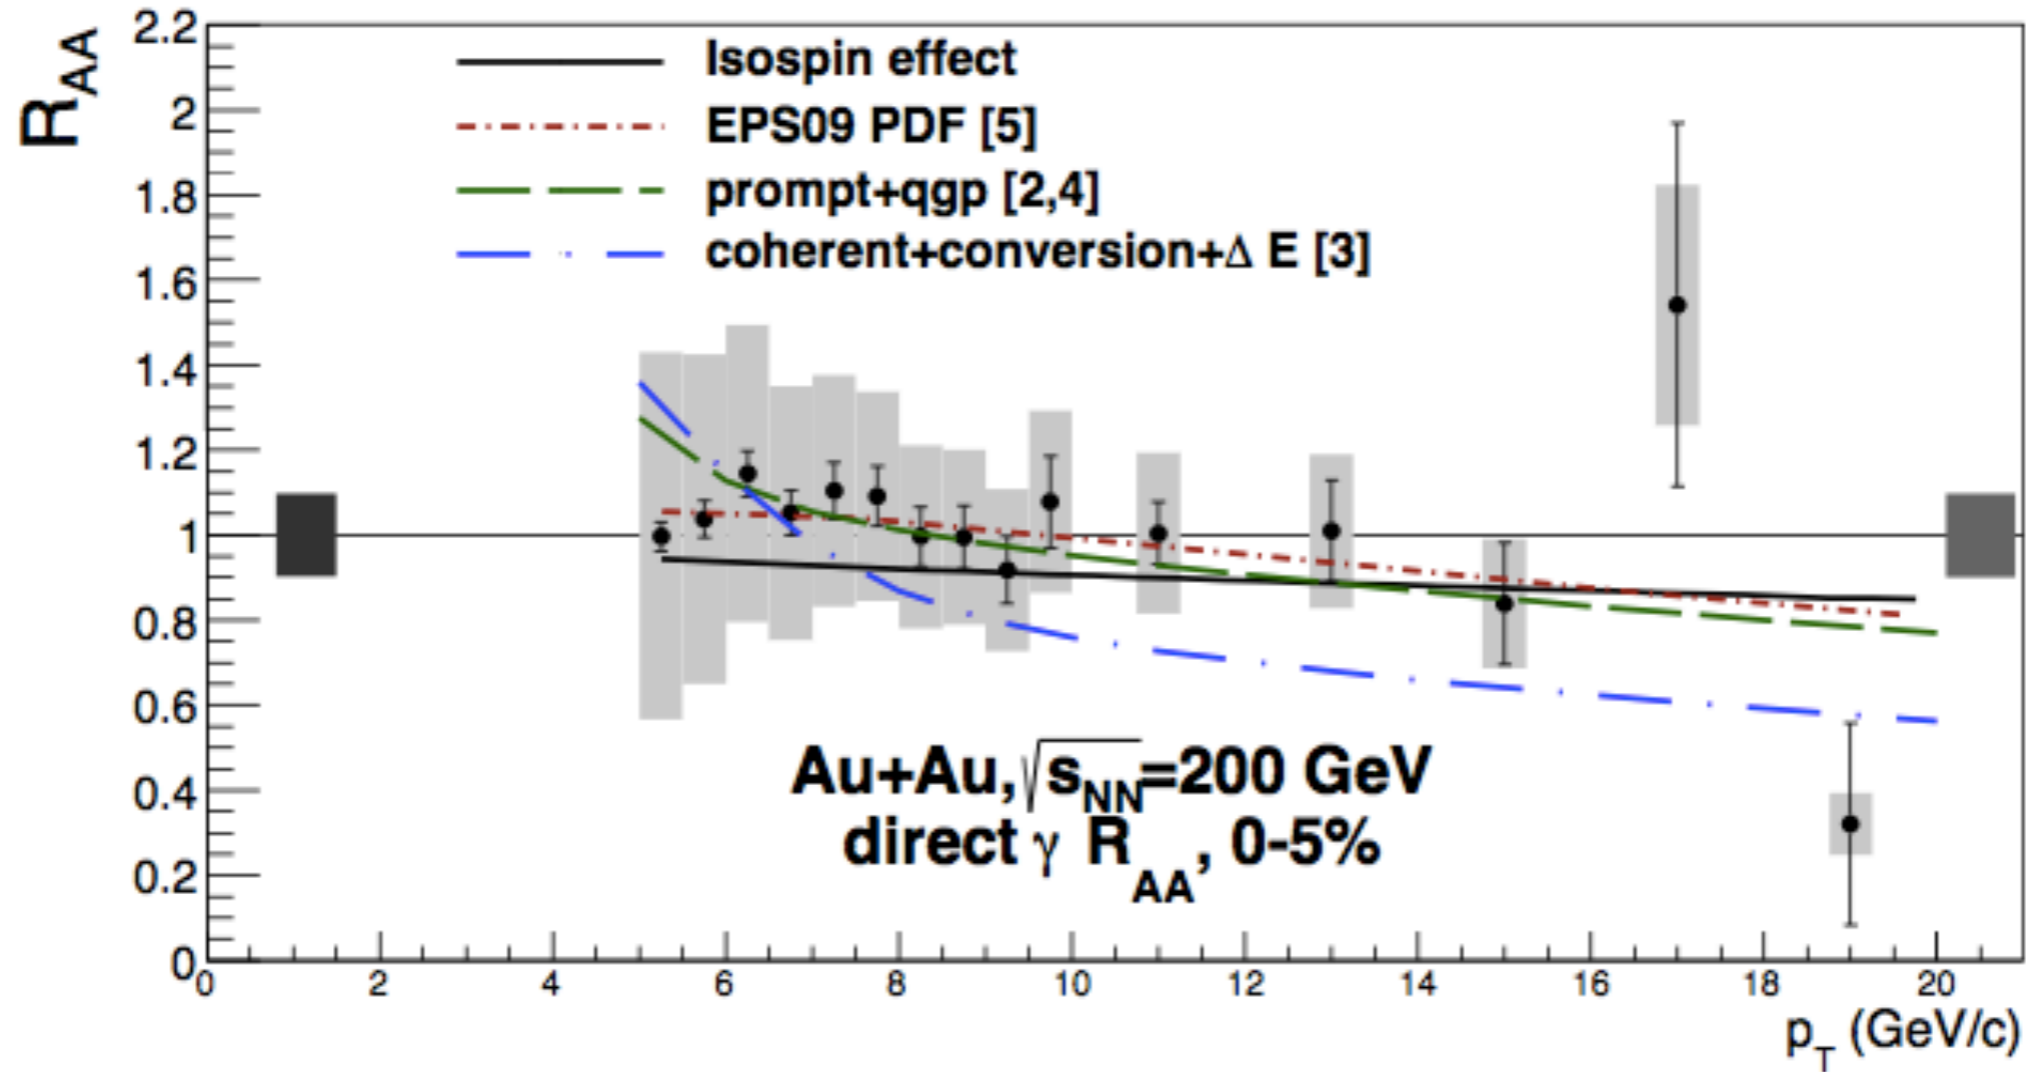 R_AA
2.2
2
1.8
1.6
1.4
1.2
1
0.8
0.6
0.4
0.2
0
Isospin effect
EPS09 PDF [5]
prompt+qgp [2,4]
coherent+conversion+Δ E [3]
Au+Au,√s_NN=200 GeV
direct γ R_AA, 0-5%
0 2 4 6 8 10 12 14 16 18 20
p_T (GeV/c)